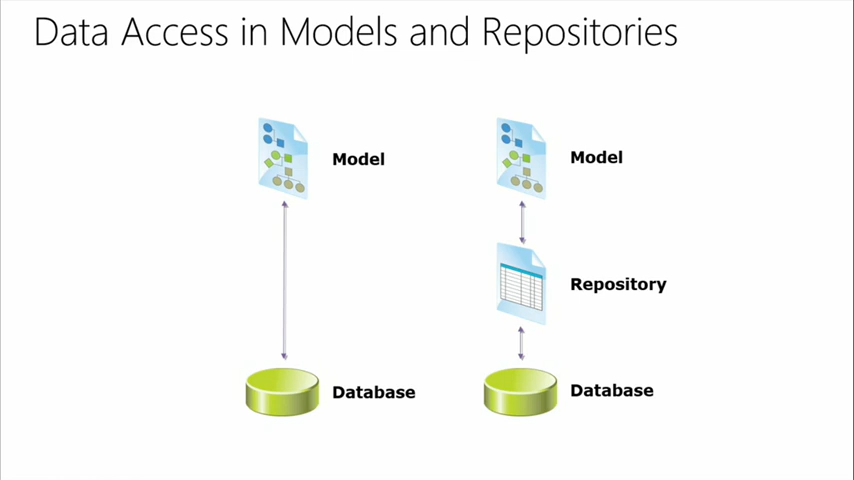 Data Access in Models and Repositories
Model
Model
Repository
Database
Database